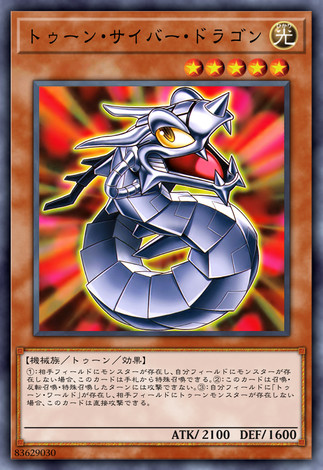 トゥーン・サイバー・ドラゴン
光
【機械族／トゥーン／効果】
①：相手フィールドにモンスターが存在し、自分フィールドにモンスターが存
在しない場合、このカードは手札から特殊召喚できる。②：このカードは召喚・
反転召喚・特殊召喚したターンには攻撃できない。③：自分フィールドに「トゥ
ーン・ワールド」が存在し、相手フィールドにトゥーンモンスターが存在しない
場合、このカードは直接攻撃できる。
ATK/2100 DEF/1600
83629030